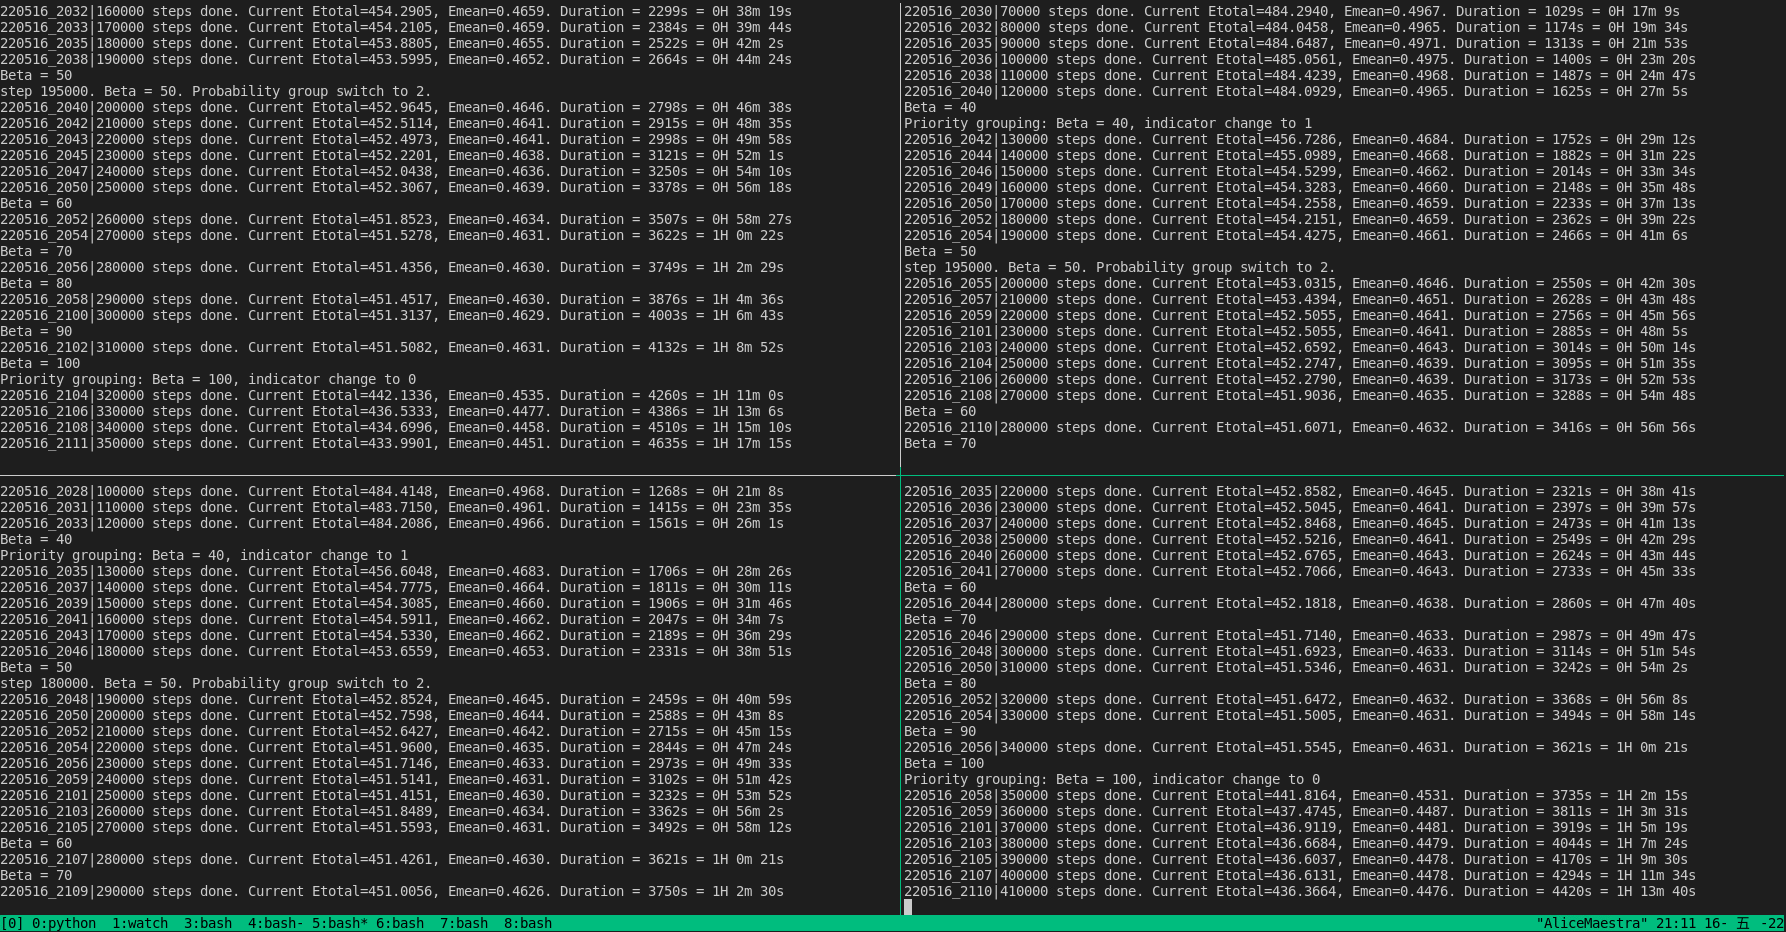 220516_2032|160000 steps done. Current Etotal=454.2905, Emean=0.4659. Duration = 2299s = 0H 38m 19s
220516_2033|170000 steps done. Current Etotal=454.2105, Emean=0.4659. Duration = 2384s = 0H 39m 44s
220516_2035|180000 steps done. Current Etotal=453.8805, Emean=0.4655. Duration = 2522s = 0H 42m 2s
220516_2038|190000 steps done. Current Etotal=453.5995, Emean=0.4652. Duration = 2664s = 0H 44m 24s
Beta = 50
step 195000. Beta = 50. Probability group switch to 2.
220516_2040|200000 steps done. Current Etotal=452.9645, Emean=0.4646. Duration = 2798s = 0H 46m 38s
220516_2042|210000 steps done. Current Etotal=452.5114, Emean=0.4641. Duration = 2915s = 0H 48m 35s
220516_2043|220000 steps done. Current Etotal=452.4973, Emean=0.4641. Duration = 2998s = 0H 49m 58s
220516_2045|230000 steps done. Current Etotal=452.2201, Emean=0.4638. Duration = 3121s = 0H 52m 1s
220516_2047|240000 steps done. Current Etotal=452.0438, Emean=0.4636. Duration = 3250s = 0H 54m 10s
220516_2050|250000 steps done. Current Etotal=452.3067, Emean=0.4639. Duration = 3378s = 0H 56m 18s
Beta = 60
220516_2052|260000 steps done. Current Etotal=451.8523, Emean=0.4634. Duration = 3507s = 0H 58m 27s
220516_2054|270000 steps done. Current Etotal=451.5278, Emean=0.4631. Duration = 3622s = 1H 0m 22s
Beta = 70
220516_2056|280000 steps done. Current Etotal=451.4356, Emean=0.4630. Duration = 3749s = 1H 2m 29s
Beta = 80
220516_2058|290000 steps done. Current Etotal=451.4517, Emean=0.4630. Duration = 3876s = 1H 4m 36s
220516_2100|300000 steps done. Current Etotal=451.3137, Emean=0.4629. Duration = 4003s = 1H 6m 43s
Beta = 90
220516_2102|310000 steps done. Current Etotal=451.5082, Emean=0.4631. Duration = 4132s = 1H 8m 52s
Beta = 100
Priority grouping: Beta = 100, indicator change to 0
220516_2104|320000 steps done. Current Etotal=442.1336, Emean=0.4535. Duration = 4260s = 1H 11m 0s
220516_2106|330000 steps done. Current Etotal=436.5333, Emean=0.4477. Duration = 4386s = 1H 13m 6s
220516_2108|340000 steps done. Current Etotal=434.6996, Emean=0.4458. Duration = 4510s = 1H 15m 10s
220516_2111|350000 steps done. Current Etotal=433.9901, Emean=0.4451. Duration = 4635s = 1H 17m 15s
220516_2030|70000 steps done. Current Etotal=484.2940, Emean=0.4967. Duration = 1029s = 0H 17m 9s
220516_2032|80000 steps done. Current Etotal=484.0458, Emean=0.4965. Duration = 1174s = 0H 19m 34s
220516_2035|90000 steps done. Current Etotal=484.6487, Emean=0.4971. Duration = 1313s = 0H 21m 53s
220516_2036|100000 steps done. Current Etotal=485.0561, Emean=0.4975. Duration = 1400s = 0H 23m 20s
220516_2038|110000 steps done. Current Etotal=484.4239, Emean=0.4968. Duration = 1487s = 0H 24m 47s
220516_2040|120000 steps done. Current Etotal=484.0929, Emean=0.4965. Duration = 1625s = 0H 27m 5s
Beta = 40
Priority grouping: Beta = 40, indicator change to 1
220516_2042|130000 steps done. Current Etotal=456.7286, Emean=0.4684. Duration = 1752s = 0H 29m 12s
220516_2044|140000 steps done. Current Etotal=455.0989, Emean=0.4668. Duration = 1882s = 0H 31m 22s
220516_2046|150000 steps done. Current Etotal=454.5299, Emean=0.4662. Duration = 2014s = 0H 33m 34s
220516_2049|160000 steps done. Current Etotal=454.3283, Emean=0.4660. Duration = 2148s = 0H 35m 48s
220516_2050|170000 steps done. Current Etotal=454.2558, Emean=0.4659. Duration = 2233s = 0H 37m 13s
220516_2052|180000 steps done. Current Etotal=454.2151, Emean=0.4659. Duration = 2362s = 0H 39m 22s
220516_2054|190000 steps done. Current Etotal=454.4275, Emean=0.4661. Duration = 2466s = 0H 41m 6s
Beta = 50
step 195000. Beta = 50. Probability group switch to 2.
220516_2055|200000 steps done. Current Etotal=453.0315, Emean=0.4646. Duration = 2550s = 0H 42m 30s
220516_2057|210000 steps done. Current Etotal=453.4394, Emean=0.4651. Duration = 2628s = 0H 43m 48s
220516_2059|220000 steps done. Current Etotal=452.5055, Emean=0.4641. Duration = 2756s = 0H 45m 56s
220516_2101|230000 steps done. Current Etotal=452.5055, Emean=0.4641. Duration = 2885s = 0H 48m 5s
220516_2103|240000 steps done. Current Etotal=452.6592, Emean=0.4643. Duration = 3014s = 0H 50m 14s
220516_2104|250000 steps done. Current Etotal=452.2747, Emean=0.4639. Duration = 3095s = 0H 51m 35s
220516_2106|260000 steps done. Current Etotal=452.2790, Emean=0.4639. Duration = 3173s = 0H 52m 53s
220516_2108|270000 steps done. Current Etotal=451.9036, Emean=0.4635. Duration = 3288s = 0H 54m 48s
Beta = 60
220516_2110|280000 steps done. Current Etotal=451.6071, Emean=0.4632. Duration = 3416s = 0H 56m 56s
Beta = 70
220516_2028|100000 steps done. Current Etotal=484.4148, Emean=0.4968. Duration = 1268s = 0H 21m 8s
220516_2031|110000 steps done. Current Etotal=483.7150, Emean=0.4961. Duration = 1415s = 0H 23m 35s
220516_2033|120000 steps done. Current Etotal=484.2086, Emean=0.4966. Duration = 1561s = 0H 26m 1s
Beta = 40
Priority grouping: Beta = 40, indicator change to 1
220516_2035|130000 steps done. Current Etotal=456.6048, Emean=0.4683. Duration = 1706s = 0H 28m 26s
220516_2037|140000 steps done. Current Etotal=454.7775, Emean=0.4664. Duration = 1811s = 0H 30m 11s
220516_2039|150000 steps done. Current Etotal=454.3085, Emean=0.4660. Duration = 1906s = 0H 31m 46s
220516_2041|160000 steps done. Current Etotal=454.5911, Emean=0.4662. Duration = 2047s = 0H 34m 7s
220516_2043|170000 steps done. Current Etotal=454.5330, Emean=0.4662. Duration = 2189s = 0H 36m 29s
220516_2046|180000 steps done. Current Etotal=453.6559, Emean=0.4653. Duration = 2331s = 0H 38m 51s
Beta = 50
step 180000. Beta = 50. Probability group switch to 2.
220516_2048|190000 steps done. Current Etotal=452.8524, Emean=0.4645. Duration = 2459s = 0H 40m 59s
220516_2050|200000 steps done. Current Etotal=452.7598, Emean=0.4644. Duration = 2588s = 0H 43m 8s
220516_2052|210000 steps done. Current Etotal=452.6427, Emean=0.4642. Duration = 2715s = 0H 45m 15s
220516_2054|220000 steps done. Current Etotal=451.9600, Emean=0.4635. Duration = 2844s = 0H 47m 24s
220516_2056|230000 steps done. Current Etotal=451.7146, Emean=0.4633. Duration = 2973s = 0H 49m 33s
220516_2059|240000 steps done. Current Etotal=451.5141, Emean=0.4631. Duration = 3102s = 0H 51m 42s
220516_2101|250000 steps done. Current Etotal=451.4151, Emean=0.4630. Duration = 3232s = 0H 53m 52s
220516_2103|260000 steps done. Current Etotal=451.8489, Emean=0.4634. Duration = 3362s = 0H 56m 2s
220516_2105|270000 steps done. Current Etotal=451.5593, Emean=0.4631. Duration = 3492s = 0H 58m 12s
Beta = 60
220516_2107|280000 steps done. Current Etotal=451.4261, Emean=0.4630. Duration = 3621s = 1H 0m 21s
Beta = 70
220516_2109|290000 steps done. Current Etotal=451.0056, Emean=0.4626. Duration = 3750s = 1H 2m 30s
220516_2035|220000 steps done. Current Etotal=452.8582, Emean=0.4645. Duration = 2321s = 0H 38m 41s
220516_2036|230000 steps done. Current Etotal=452.5045, Emean=0.4641. Duration = 2397s = 0H 39m 57s
220516_2037|240000 steps done. Current Etotal=452.8468, Emean=0.4645. Duration = 2473s = 0H 41m 13s
220516_2038|250000 steps done. Current Etotal=452.5216, Emean=0.4641. Duration = 2549s = 0H 42m 29s
220516_2040|260000 steps done. Current Etotal=452.6765, Emean=0.4643. Duration = 2624s = 0H 43m 44s
220516_2041|270000 steps done. Current Etotal=452.7066, Emean=0.4643. Duration = 2733s = 0H 45m 33s
Beta = 60
220516_2044|280000 steps done. Current Etotal=452.1818, Emean=0.4638. Duration = 2860s = 0H 47m 40s
Beta = 70
220516_2046|290000 steps done. Current Etotal=451.7140, Emean=0.4633. Duration = 2987s = 0H 49m 47s
220516_2048|300000 steps done. Current Etotal=451.6923, Emean=0.4633. Duration = 3114s = 0H 51m 54s
220516_2050|310000 steps done. Current Etotal=451.5346, Emean=0.4631. Duration = 3242s = 0H 54m 2s
Beta = 80
220516_2052|320000 steps done. Current Etotal=451.6472, Emean=0.4632. Duration = 3368s = 0H 56m 8s
220516_2054|330000 steps done. Current Etotal=451.5005, Emean=0.4631. Duration = 3494s = 0H 58m 14s
Beta = 90
220516_2056|340000 steps done. Current Etotal=451.5545, Emean=0.4631. Duration = 3621s = 1H 0m 21s
Beta = 100
Priority grouping: Beta = 100, indicator change to 0
220516_2058|350000 steps done. Current Etotal=441.8164, Emean=0.4531. Duration = 3735s = 1H 2m 15s
220516_2059|360000 steps done. Current Etotal=437.4745, Emean=0.4487. Duration = 3811s = 1H 3m 31s
220516_2101|370000 steps done. Current Etotal=436.9119, Emean=0.4481. Duration = 3919s = 1H 5m 19s
220516_2103|380000 steps done. Current Etotal=436.6684, Emean=0.4479. Duration = 4044s = 1H 7m 24s
220516_2105|390000 steps done. Current Etotal=436.6037, Emean=0.4478. Duration = 4170s = 1H 9m 30s
220516_2107|400000 steps done. Current Etotal=436.6131, Emean=0.4478. Duration = 4294s = 1H 11m 34s
220516_2110|410000 steps done. Current Etotal=436.3664, Emean=0.4476. Duration = 4420s = 1H 13m 40s
[0] 0:python  1:watch  3:bash  4:bash- 5:bash* 6:bash  7:bash  8:bash "AliceMaestra" 21:11 16- 五 -22